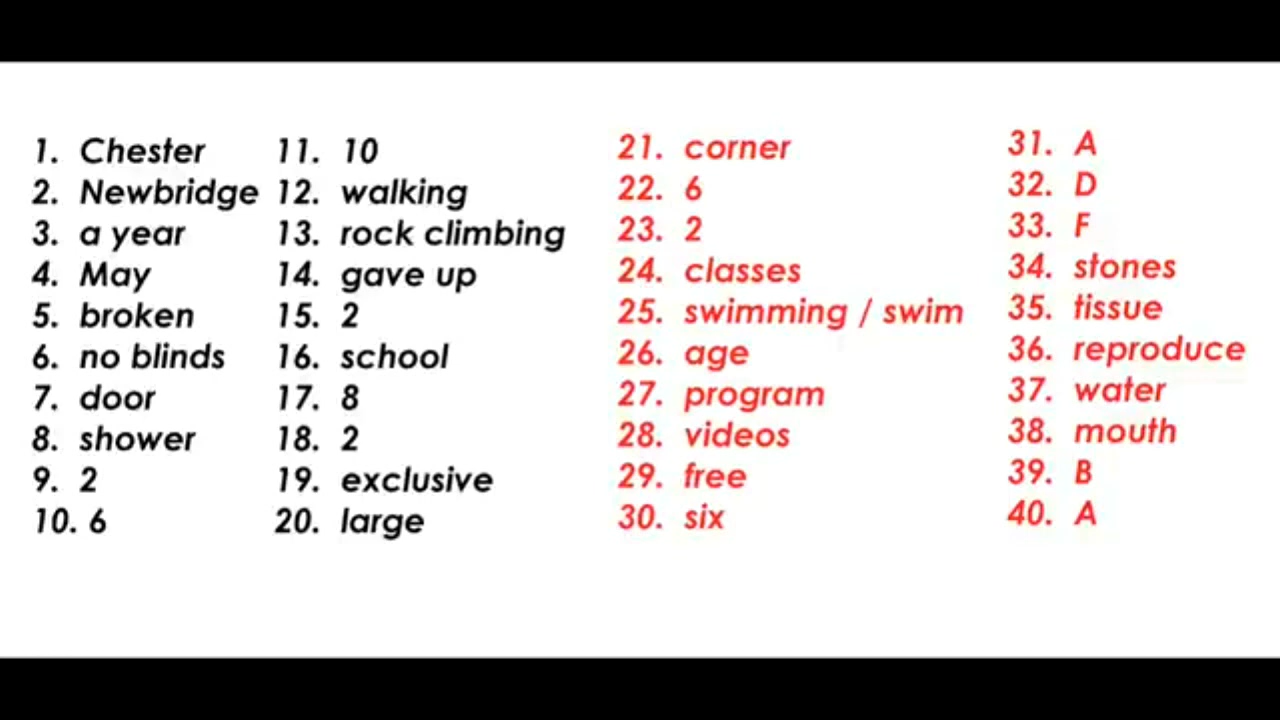 1. Chester
2. Newbridge
3. a year
4. May
5. broken
6. no blinds
7. door
8. shower
9. 2
10. 6
11. 10
12. walking
13. rock climbing
14. gave up
15. 2
16. school
17. 8
18. 2
19. exclusive
20. large
21. corner
22. 6
23. 2
24. classes
25. swimming / swim
26. age
27. program
28. videos
29. free
30. six
31. A
32. D
33. F
34. stones
35. tissue
36. reproduce
37. water
38. mouth
39. B
40. A